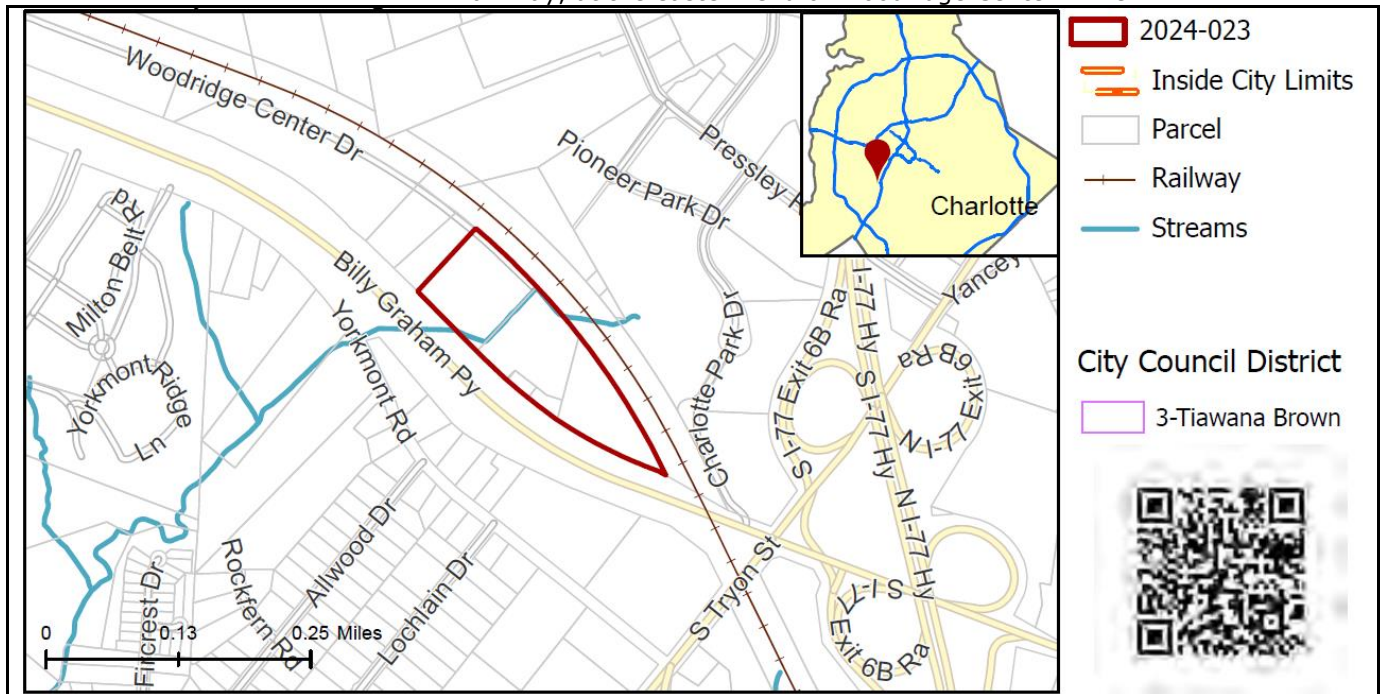 2024-023
Inside City Limits
Parcel
Railway
Streams
City Council District
3-Tiawana Brown
Charlotte
Woodridge Center Dr
Pioneer Park Dr
Pressley R
Billy Graham Py
Milton Belt Rd
Yorkmont Ridge
Ln
Yorkmont Rd
Charlotte Park Dr
S I-77 Exit 6B Ra
I-77 Hy
S I-77 Hy
N I-77 Hy
Yancey
N I-77 Exit 6B Ra
S I-77
Exit 6B Ra
S Tryon St
Allwood Dr
Rockfern Rd
Lochlain Dr
Fircrest Dr
0 0.13 0.25 Miles